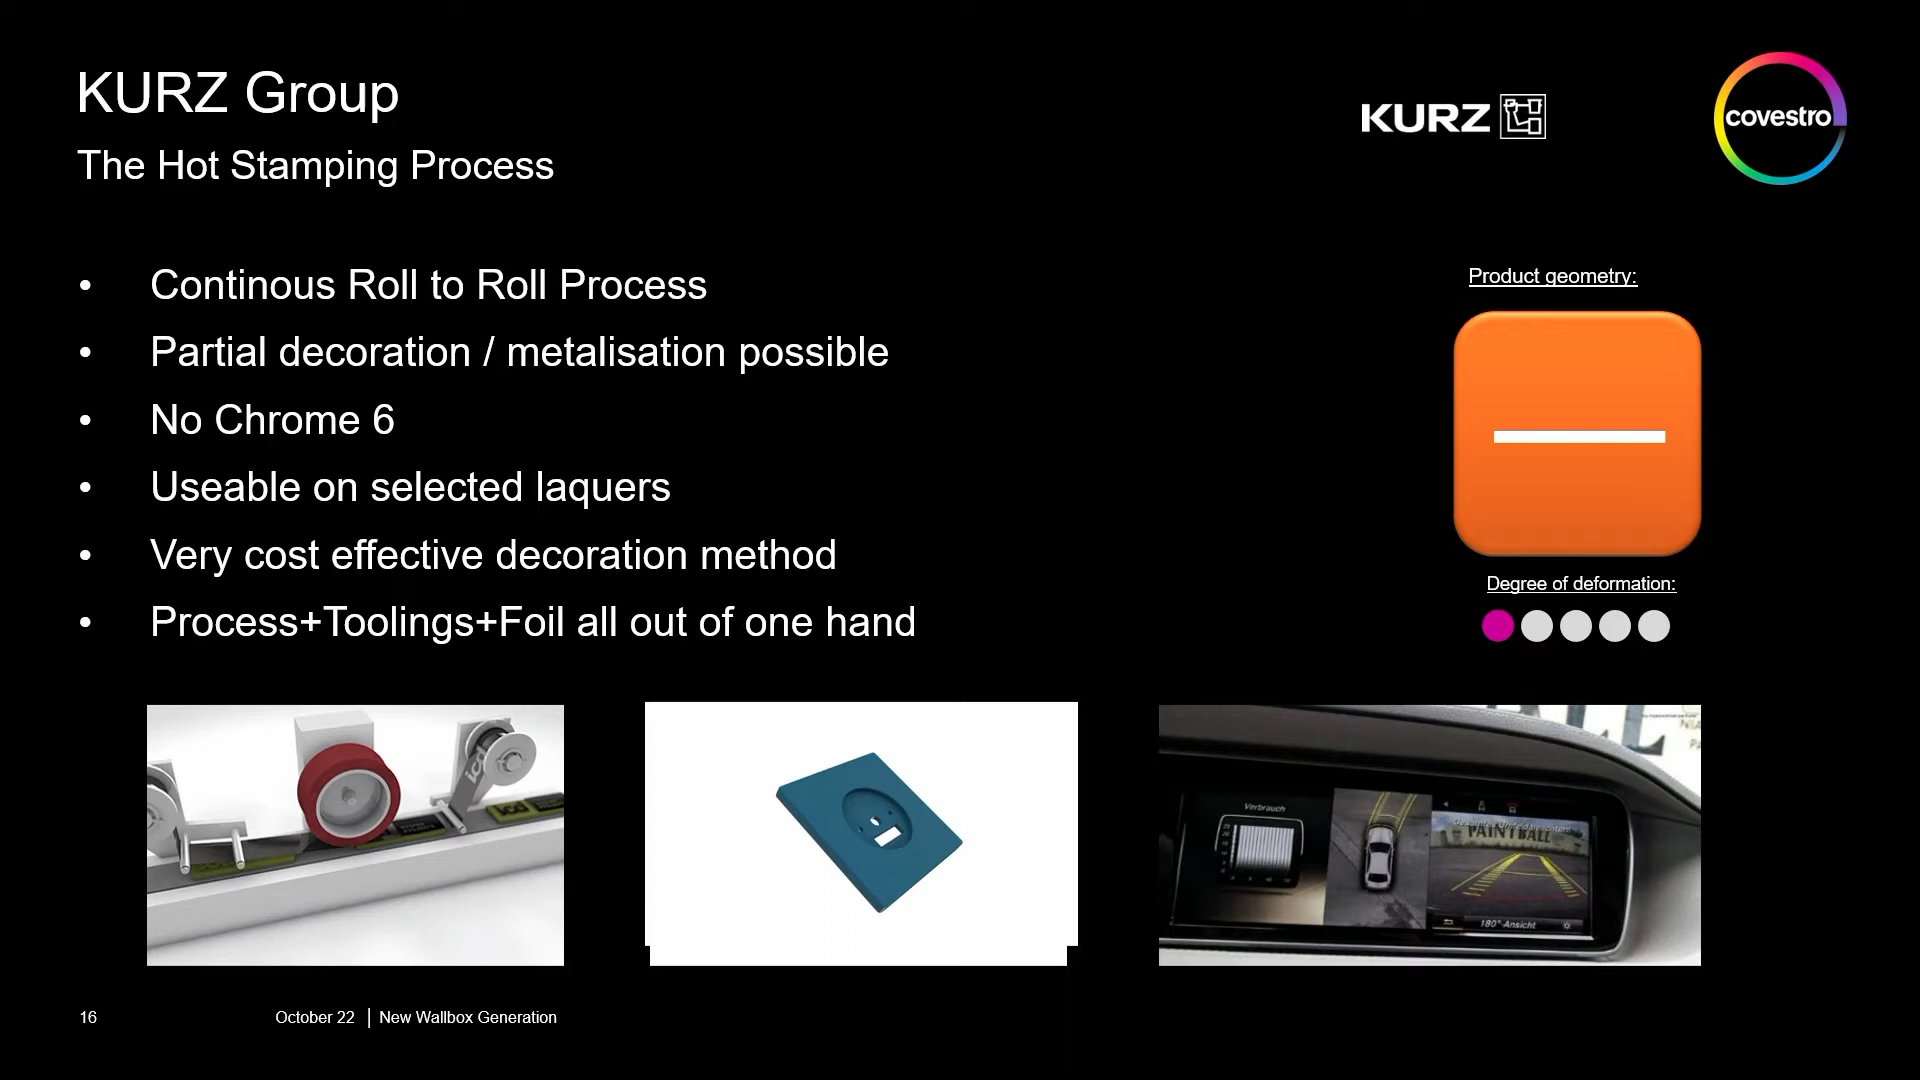 KURZ Group
The Hot Stamping Process
KURZ
covestro
• Continous Roll to Roll Process
• Partial decoration / metalisation possible
• No Chrome 6
• Useable on selected laquers
• Very cost effective decoration method
• Process+Toolings+Foil all out of one hand
Product geometry:
Degree of deformation:
icd
icd
Verbrauch
PAINTBALL
180°-Ansicht
16
October 22 | New Wallbox Generation